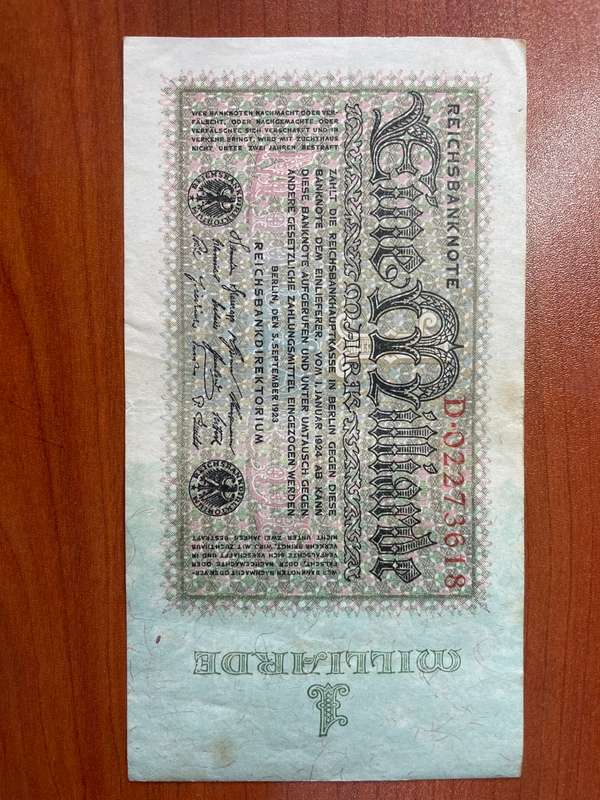 REICHSBANKNOTE
D·02273618
Eine Milliarde
MARK
ZAHLT DIE REICHSBANKHAUPTKASSE IN BERLIN GEGEN DIESE
BANKNOTE DEM EINLIEFERER. VOM 1. JANUAR 1924 AB KANN
DIESE BANKNOTE AUFGERUFEN UND UNTER UMTAUSCH GEGEN
ANDERE GESETZLICHE ZAHLUNGSMITTEL EINGEZOGEN WERDEN
BERLIN, DEN 5. SEPTEMBER 1923
REICHSBANKDIREKTORIUM
REICHSBANKDIREKTORIUM
REICHSBANKDIREKTORIUM
WER BANKNOTEN NACHMACHT ODER VER-
FÄLSCHT, ODER NACHGEMACHTE ODER
VERFÄLSCHTE SICH VERSCHAFFT UND IN
VERKEHR BRINGT, WIRD MIT ZUCHTHAUS
NICHT UNTER ZWEI JAHREN BESTRAFT
WER BANKNOTEN NACHMACHT ODER VER-
FÄLSCHT, ODER NACHGEMACHTE ODER
VERFÄLSCHTE SICH VERSCHAFFT UND IN
VERKEHR BRINGT, WIRD MIT ZUCHTHAUS
NICHT UNTER ZWEI JAHREN BESTRAFT
1
MILLIARDE